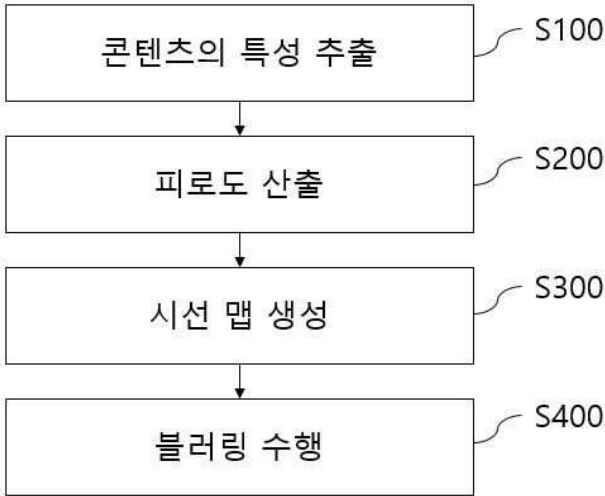 콘텐츠의 특성 추출
S100
피로도 산출
S200
시선 맵 생성
S300
블러링 수행
S400